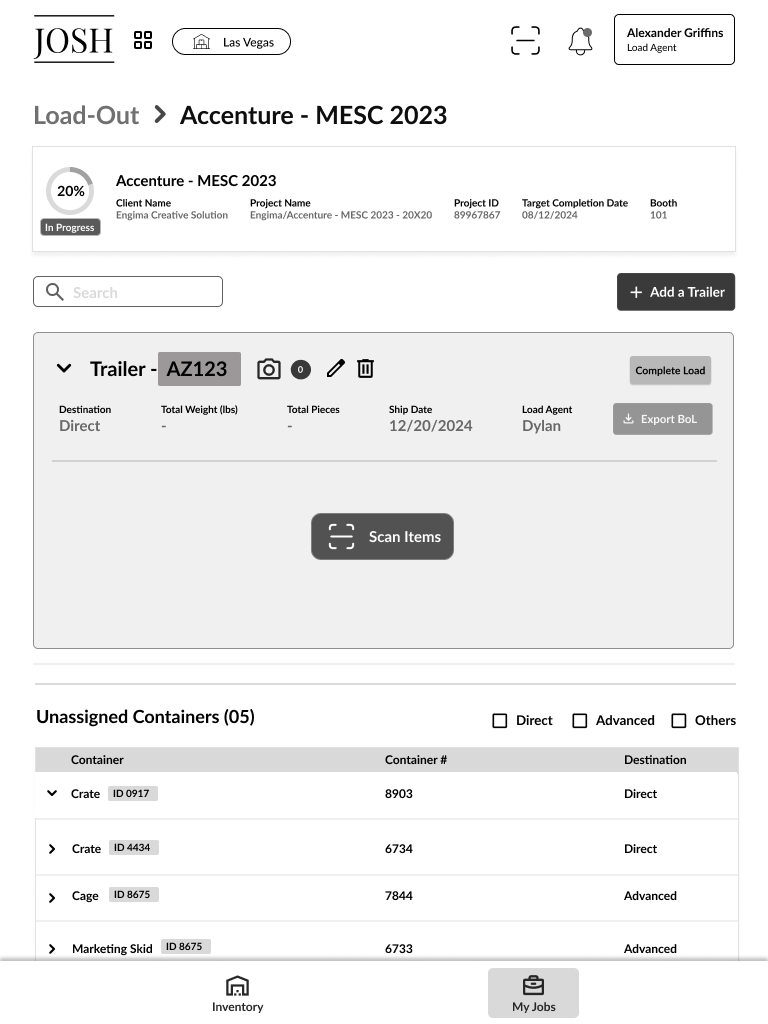 JOSH
Las Vegas
Alexander Griffins
Load Agent
Load-Out > Accenture - MESC 2023
20%
In Progress
Accenture - MESC 2023
Client Name Project Name Project ID Target Completion Date Booth
Engima Creative Solution Engima/Accenture - MESC 2023 - 20X20 89967867 08/12/2024 101
Search
+ Add a Trailer
Trailer - AZ123 0 Complete Load
Destination Total Weight (lbs) Total Pieces Ship Date Load Agent
Direct - - 12/20/2024 Dylan
Export BoL
Scan Items
Unassigned Containers (05) Direct Advanced Others
Container Container # Destination
Crate ID 0917 8903 Direct
Crate ID 4434 6734 Direct
Cage ID 8675 7844 Advanced
Marketing Skid ID 8675 6733 Advanced
Inventory My Jobs